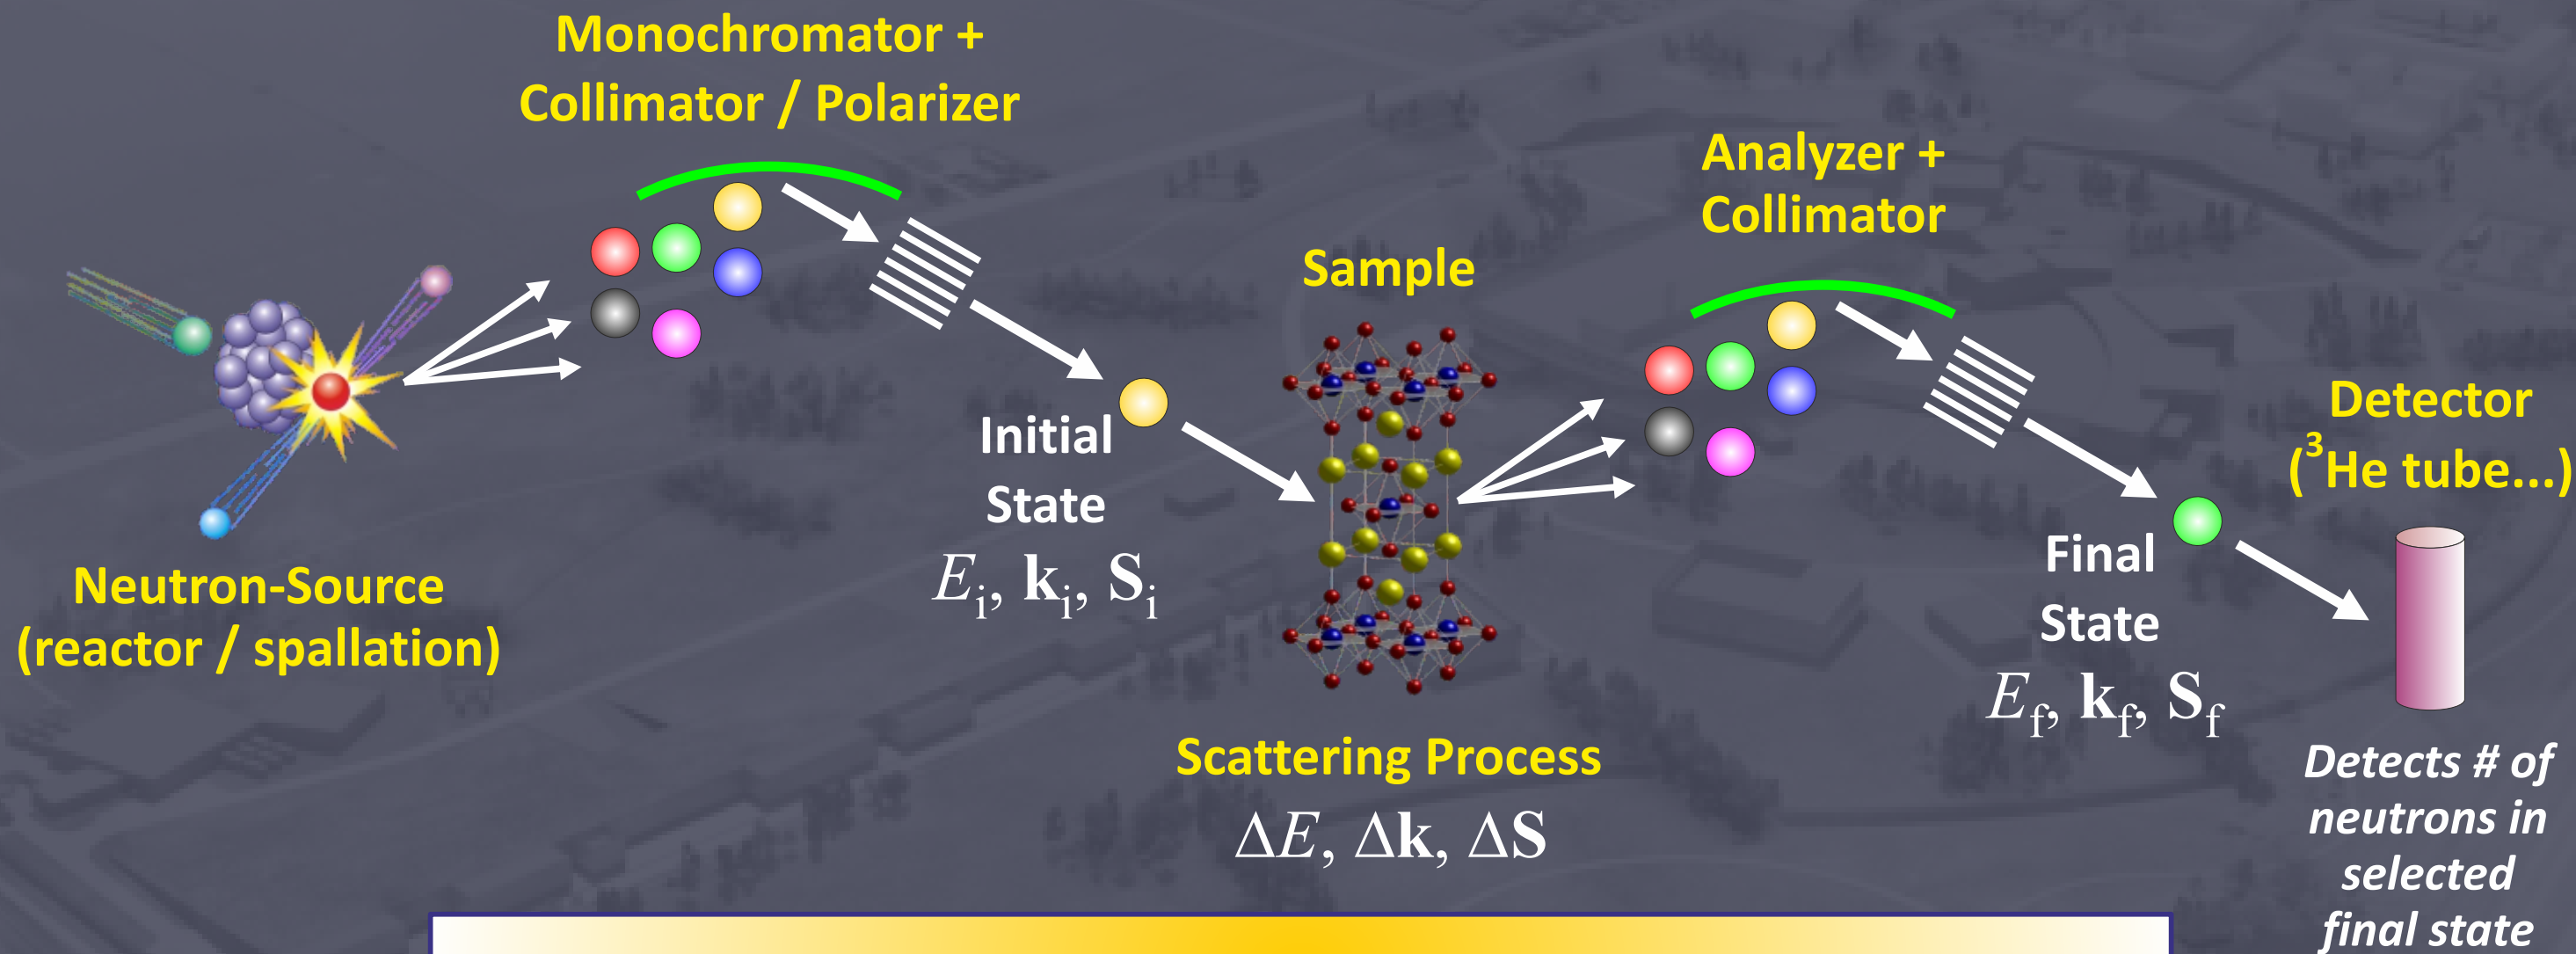 Monochromator +
Collimator / Polarizer
Analyzer +
Collimator
Sample
Detector
(³He tube...)
Initial
State
Eᵢ, kᵢ, Sᵢ
Final
State
E_f, k_f, S_f
Neutron-Source
(reactor / spallation)
Scattering Process
ΔE, Δk, ΔS
Detects # of
neutrons in
selected
final state